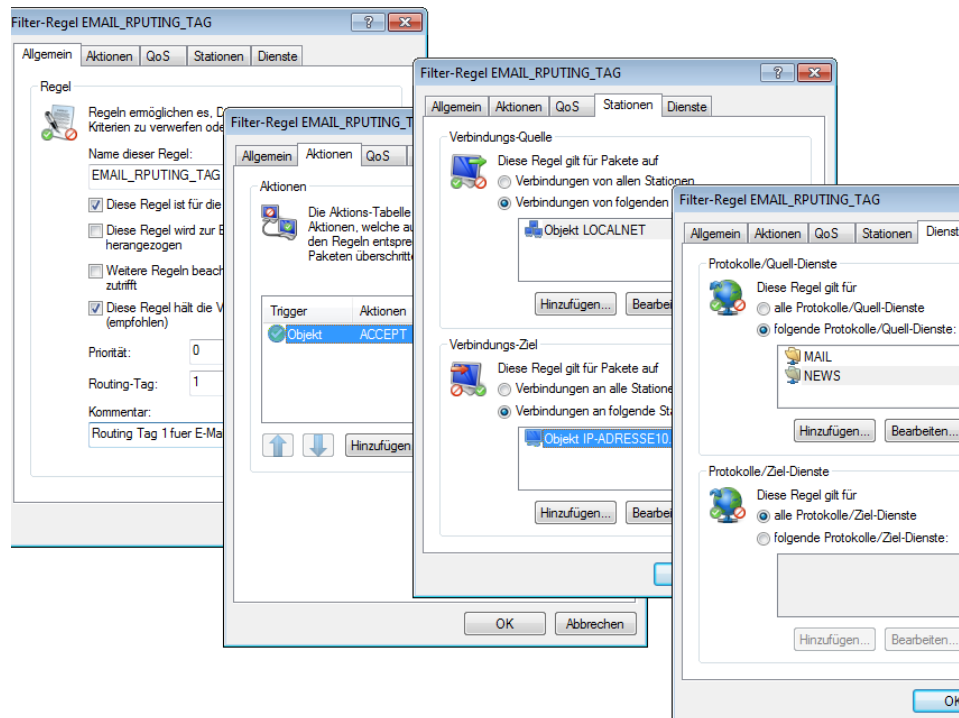 Filter-Regel EMAIL_RPUTING_TAG
Allgemein Aktionen QoS Stationen Dienste
Regel
Regeln ermöglichen es, D
Kriterien zu verwerfen ode
Name dieser Regel:
EMAIL_RPUTING_TAG
Diese Regel ist für die
Diese Regel wird zur E
herangezogen
Weitere Regeln beach
zutrifft
Diese Regel hält die V
(empfohlen)
Priorität: 0
Routing-Tag: 1
Kommentar:
Routing Tag 1 fuer E-Ma
Filter-Regel EMAIL_RPUTING_T
Allgemein Aktionen QoS
Aktionen
Die Aktions-Tabelle
Aktionen, welche au
den Regeln entspre
Paketen überschritte
Trigger Aktionen
Objekt ACCEPT
Hinzufügen
OK Abbrechen
Filter-Regel EMAIL_RPUTING_TAG
Allgemein Aktionen QoS Stationen Dienste
Verbindungs-Quelle
Diese Regel gilt für Pakete auf
Verbindungen von allen Stationen
Verbindungen von folgenden
Objekt LOCALNET
Hinzufügen... Bearbei
Verbindungs-Ziel
Diese Regel gilt für Pakete auf
Verbindungen an alle Statione
Verbindungen an folgende Sta
Objekt IP-ADRESSE10.
Hinzufügen... Bearbei
Filter-Regel EMAIL_RPUTING_TAG
Allgemein Aktionen QoS Stationen Dienst
Protokolle/Quell-Dienste
Diese Regel gilt für
alle Protokolle/Quell-Dienste
folgende Protokolle/Quell-Dienste:
MAIL
NEWS
Hinzufügen... Bearbeiten...
Protokolle/Ziel-Dienste
Diese Regel gilt für
alle Protokolle/Ziel-Dienste
folgende Protokolle/Ziel-Dienste:
Hinzufügen... Bearbeiten...
OK